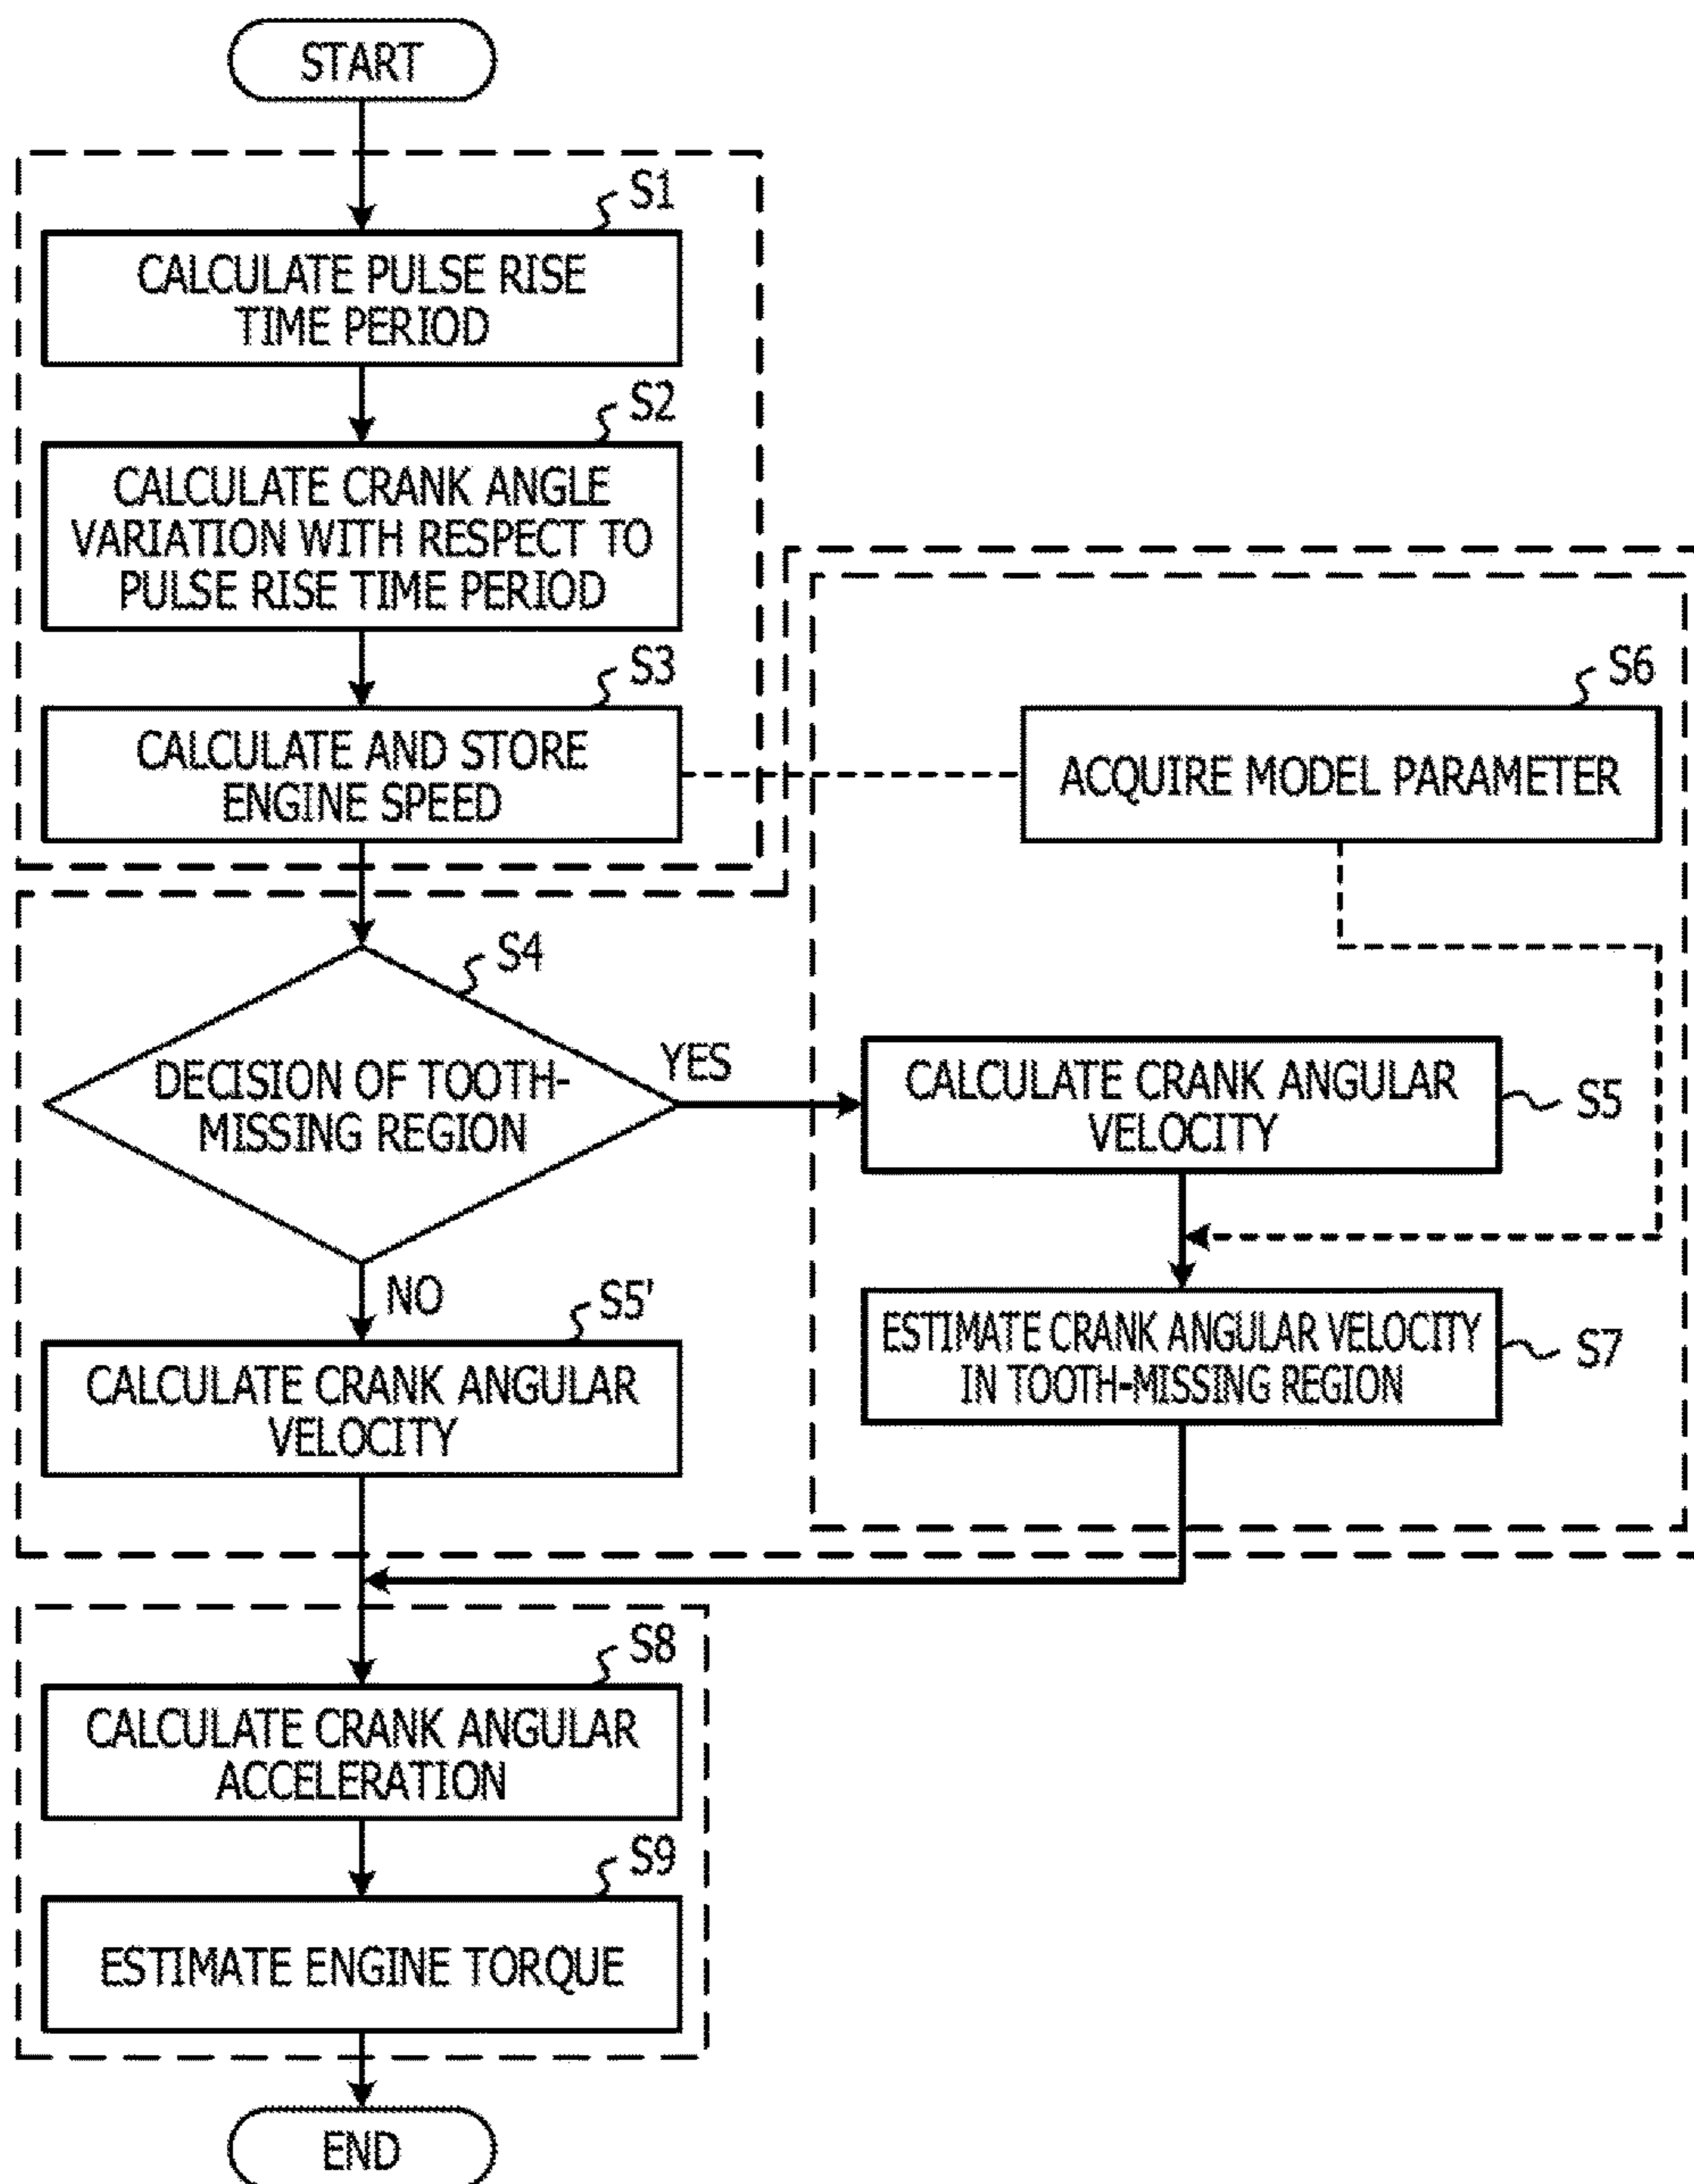 START
S1
CALCULATE PULSE RISE
TIME PERIOD
S2
CALCULATE CRANK ANGLE
VARIATION WITH RESPECT TO
PULSE RISE TIME PERIOD
S3
CALCULATE AND STORE
ENGINE SPEED
S6
ACQUIRE MODEL PARAMETER
S4
DECISION OF TOOTH-
MISSING REGION
YES
NO
CALCULATE CRANK ANGULAR
VELOCITY
S5
S5'
CALCULATE CRANK ANGULAR
VELOCITY
ESTIMATE CRANK ANGULAR VELOCITY
IN TOOTH-MISSING REGION
S7
S8
CALCULATE CRANK ANGULAR
ACCELERATION
S9
ESTIMATE ENGINE TORQUE
END